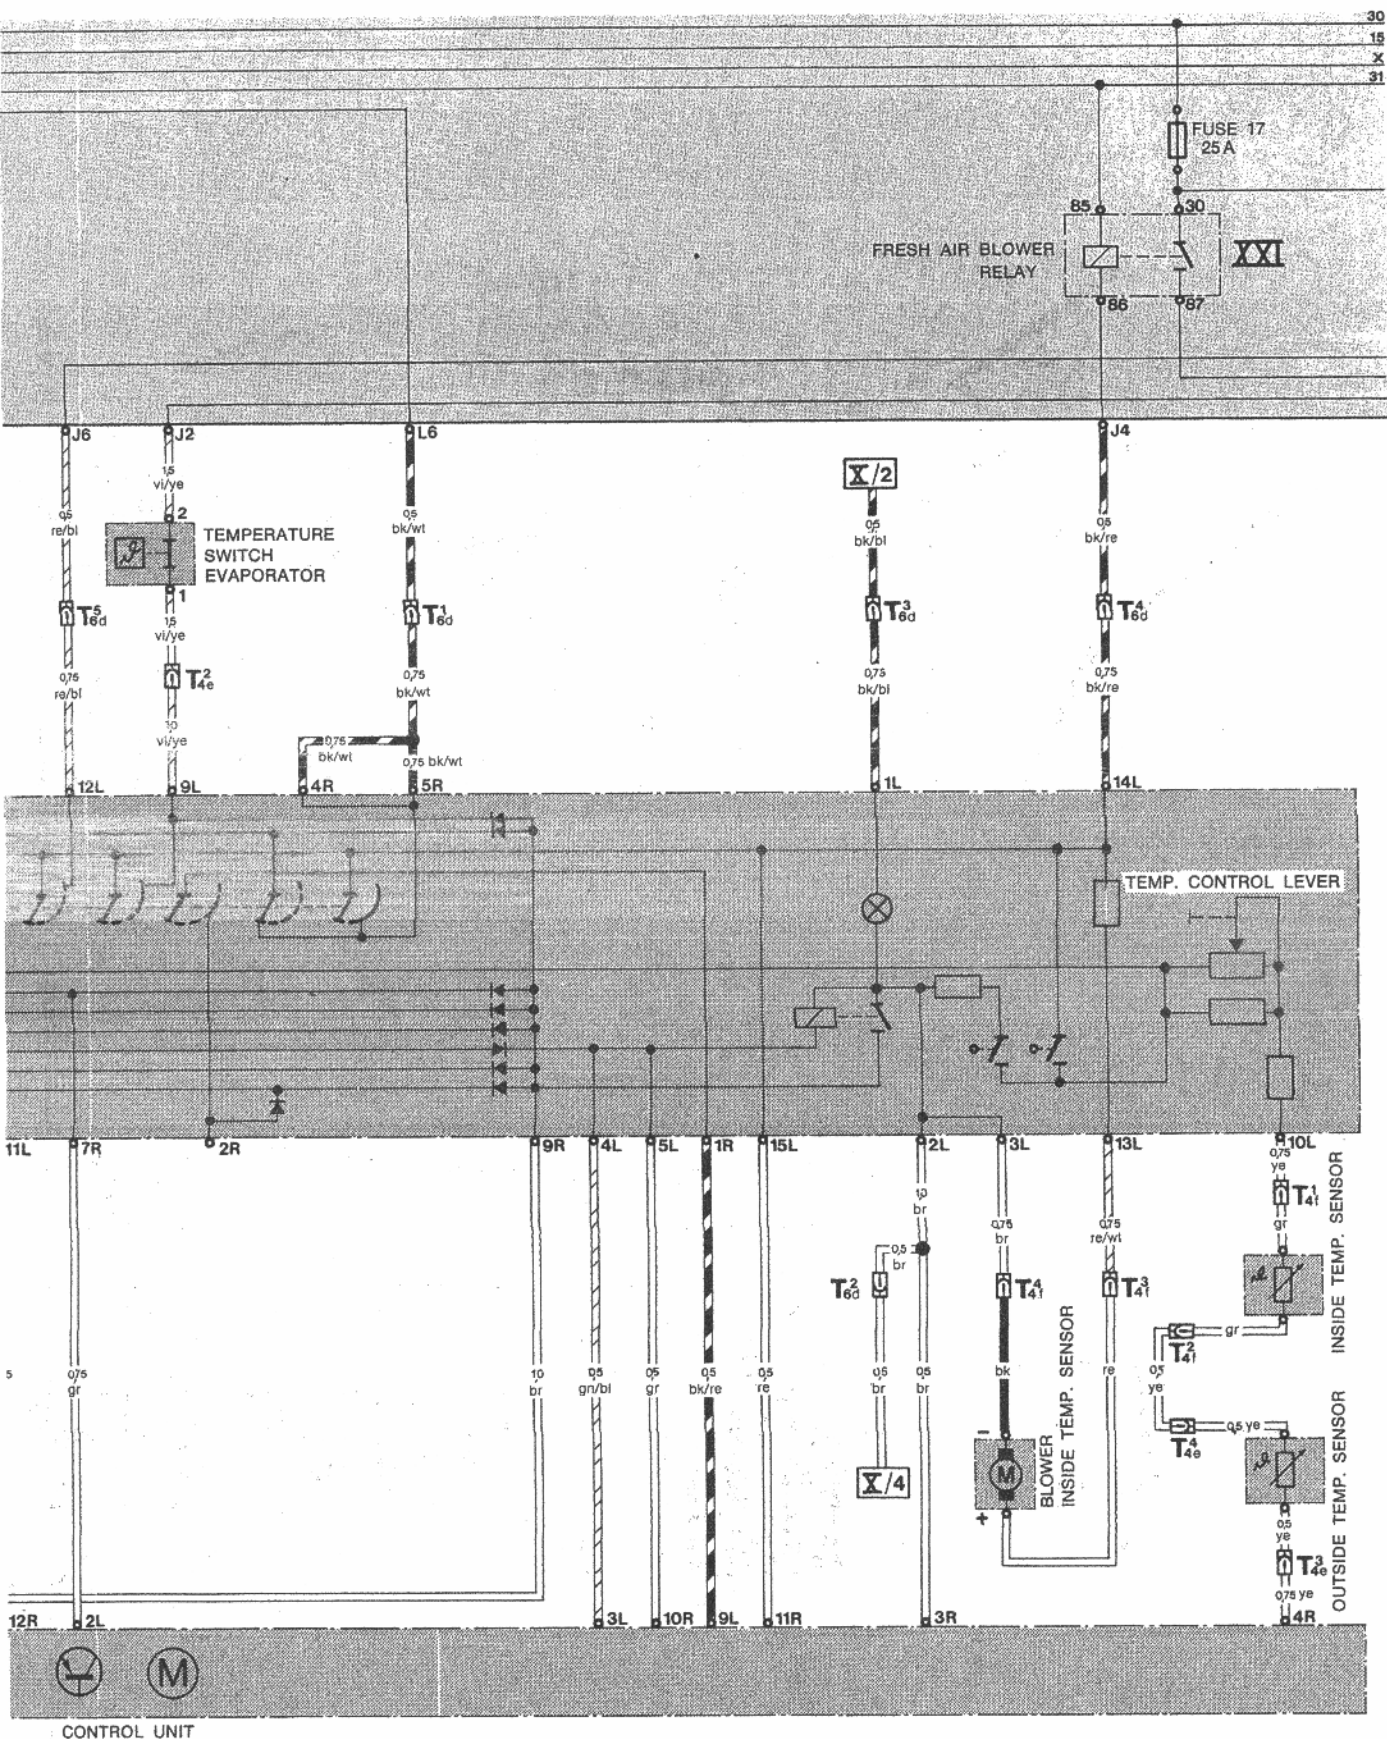 30
15
X
31
FUSE 17
25 A
85
30
FRESH AIR BLOWER
RELAY
XXI
86
87
J6
J2
L6
J4
1,5
vi/ye
X/2
2
0,5
re/bl
TEMPERATURE
SWITCH
EVAPORATOR
0,5
bk/wt
0,5
bk/bl
0,5
bk/re
1
T5 6d
1,5
vi/ye
T1 6d
T3 6d
T4 6d
T2 4e
0,75
re/bl
0,75
bk/wt
0,75
bk/bl
0,75
bk/re
1,0
vi/ye
0,75
bk/wt
0,75 bk/wt
12L
9L
4R
5R
1L
14L
TEMP. CONTROL LEVER
11L
7R
2R
9R
4L
5L
1R
15L
2L
3L
13L
10L
0,75
ye
T1 4f
gr
INSIDE TEMP. SENSOR
1,0
br
0,75
br
0,75
re/wt
0,5
br
T2 6d
T4 4f
T3 4f
gr
T2 4f
5
0,75
gr
1,0
br
0,5
gn/bl
0,5
gr
0,5
bk/re
0,5
re
0,5
br
0,5
br
bk
re
0,5
ye
T4 4e
0,5 ye
-
M
+
BLOWER
INSIDE TEMP. SENSOR
X/4
OUTSIDE TEMP. SENSOR
0,5
ye
T3 4e
0,75 ye
12R
2L
3L
10R
9L
11R
3R
4R
M
CONTROL UNIT